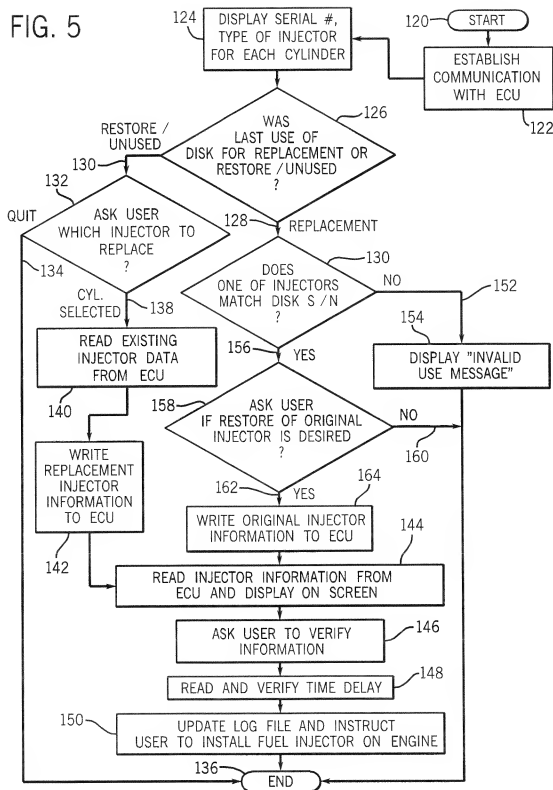 FIG. 5
124
DISPLAY SERIAL #,
TYPE OF INJECTOR
FOR EACH CYLINDER
120
START
ESTABLISH
COMMUNICATION
WITH ECU
122
126
WAS
LAST USE OF
DISK FOR REPLACEMENT OR
RESTORE / UNUSED
?
RESTORE /
UNUSED
130
132
QUIT
ASK USER
WHICH INJECTOR TO
REPLACE
?
134
CYL.
SELECTED
138
128
REPLACEMENT
130
DOES
ONE OF INJECTORS
MATCH DISK S / N
?
NO
152
154
DISPLAY "INVALID
USE MESSAGE"
READ EXISTING
INJECTOR DATA
FROM ECU
140
156
YES
158
ASK USER
IF RESTORE OF ORIGINAL
INJECTOR IS DESIRED
?
NO
160
WRITE
REPLACEMENT
INJECTOR
INFORMATION
TO ECU
142
162
YES
164
WRITE ORIGINAL INJECTOR
INFORMATION TO ECU
144
READ INJECTOR INFORMATION FROM
ECU AND DISPLAY ON SCREEN
ASK USER TO VERIFY
INFORMATION
146
READ AND VERIFY TIME DELAY
148
150
UPDATE LOG FILE AND INSTRUCT
USER TO INSTALL FUEL INJECTOR ON ENGINE
136
END